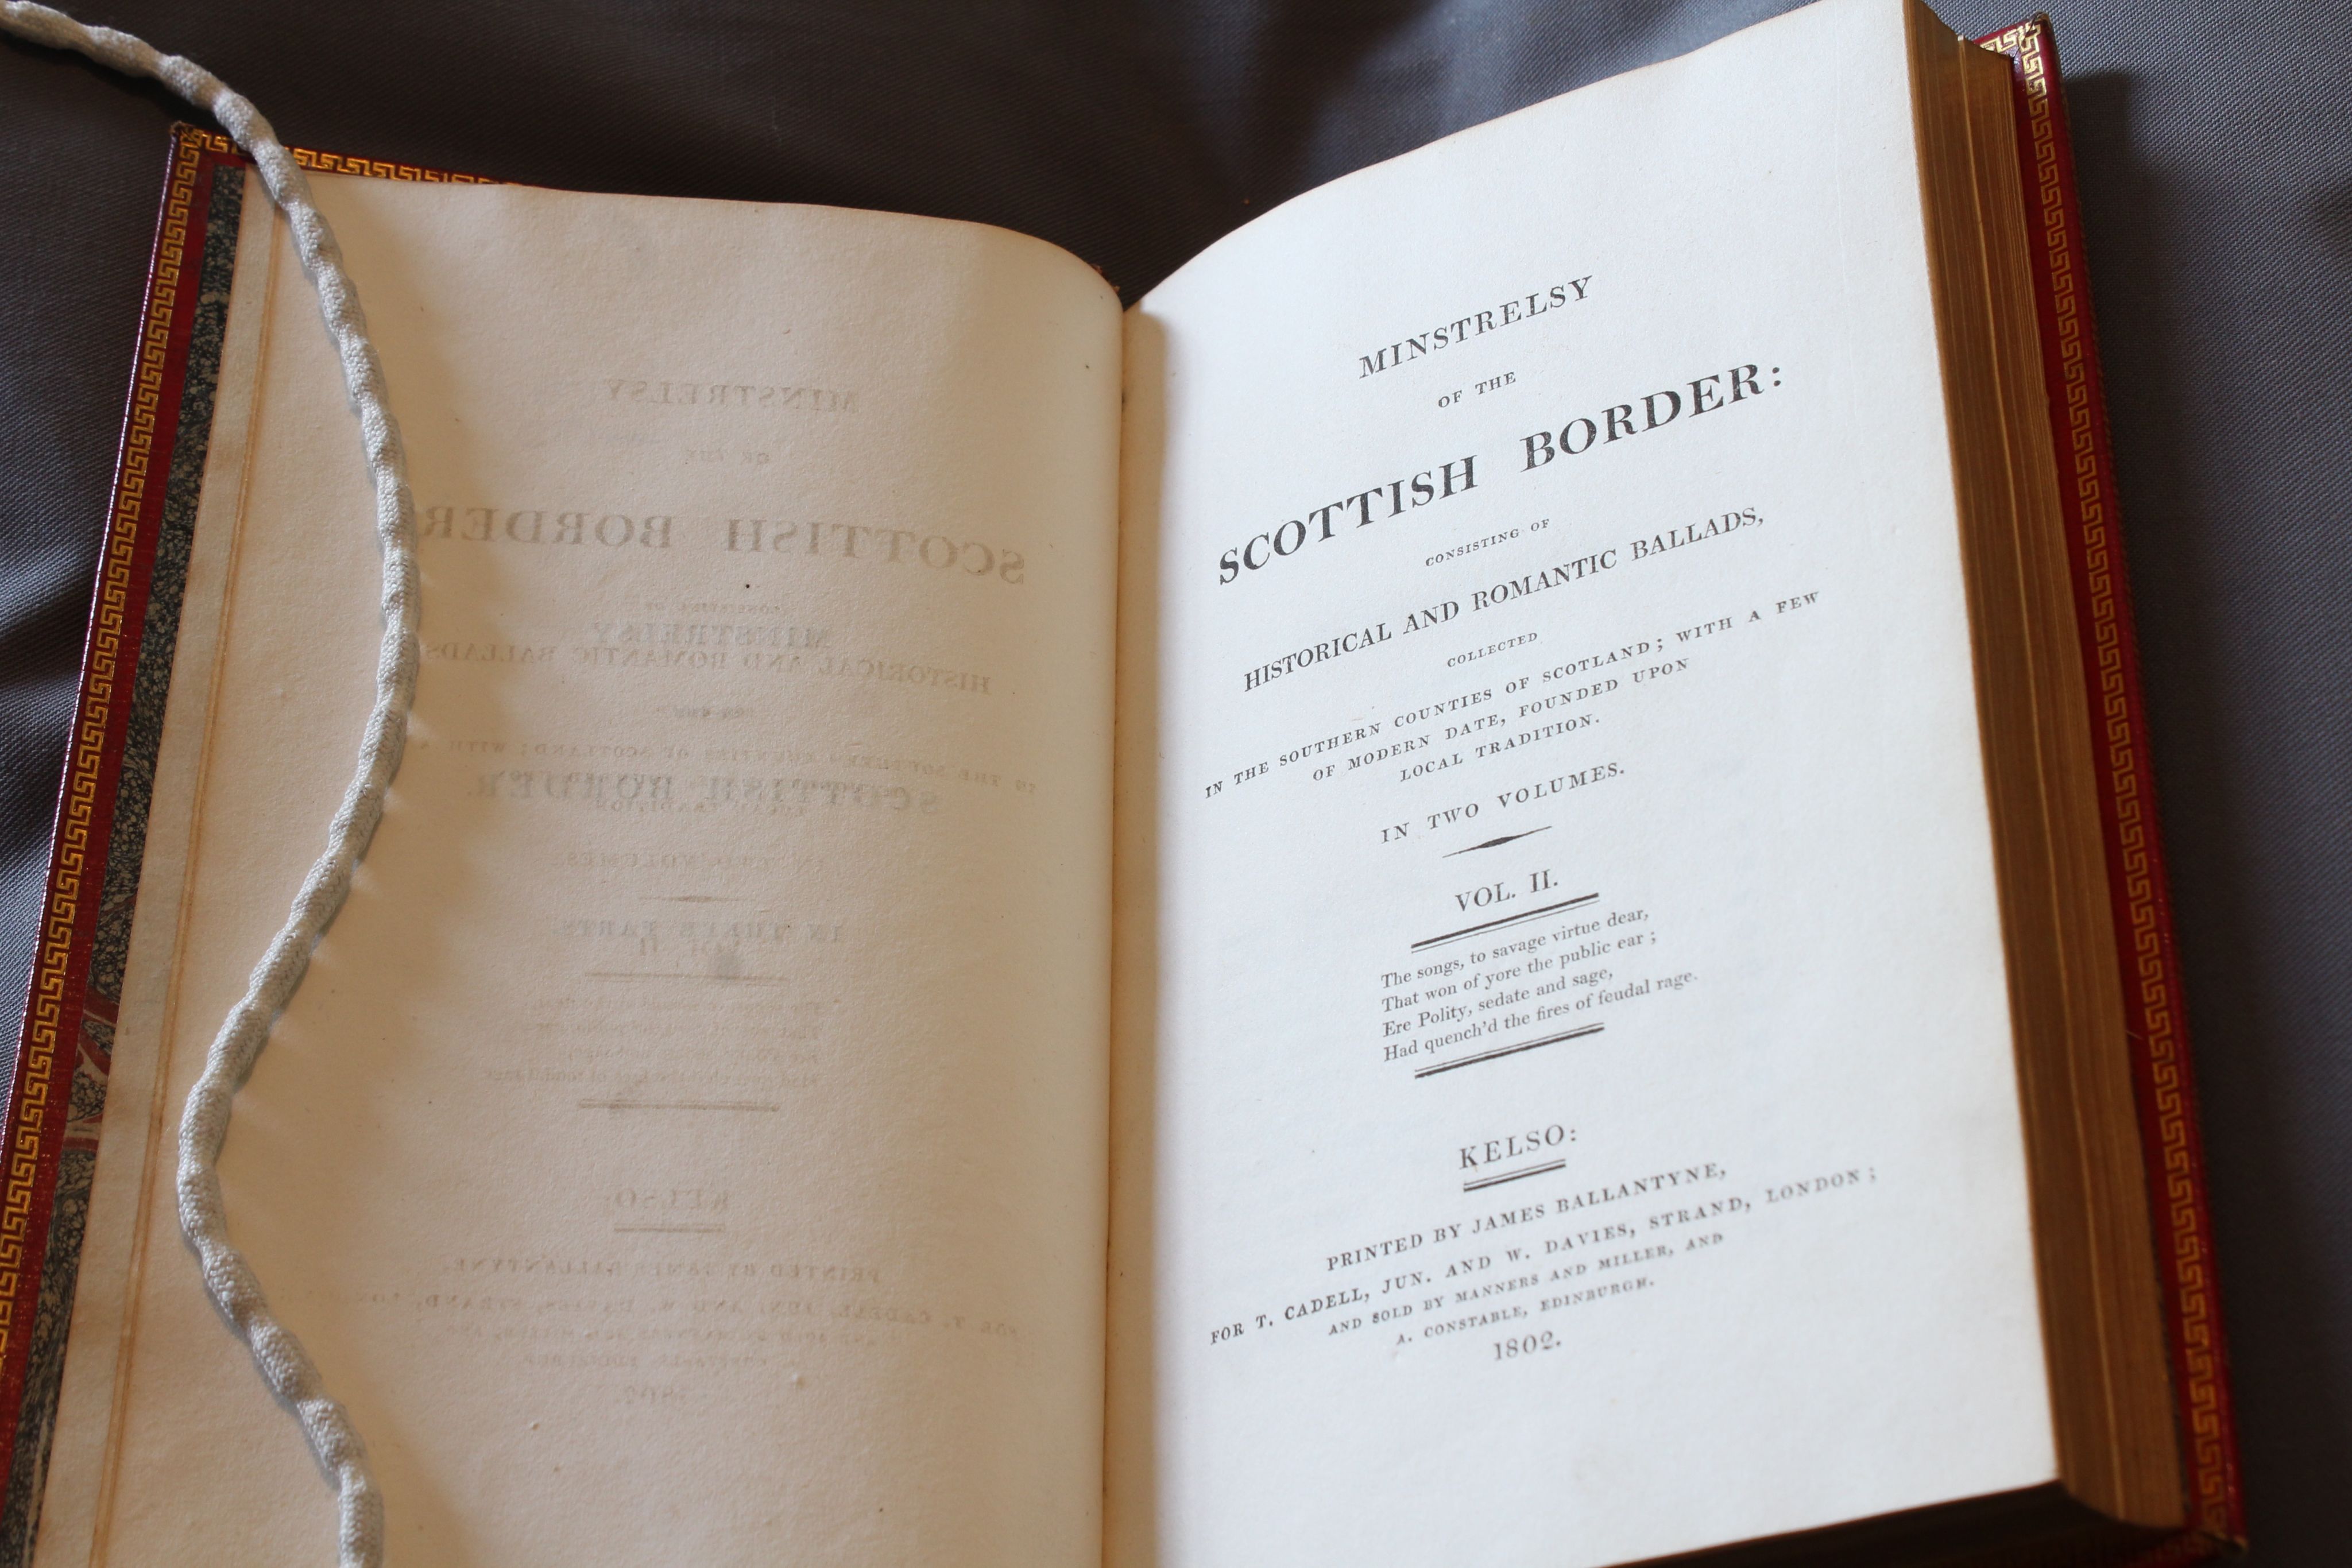 MINSTRELSY
OF THE
SCOTTISH BORDER:
CONSISTING OF
HISTORICAL AND ROMANTIC BALLADS,
COLLECTED
IN THE SOUTHERN COUNTIES OF SCOTLAND; WITH A FEW
OF MODERN DATE, FOUNDED UPON
LOCAL TRADITION.
IN TWO VOLUMES.
VOL. II.
The songs, to savage virtue dear,
That won of yore the public ear;
Ere Polity, sedate and sage,
Had quench'd the fires of feudal rage.
KELSO:
PRINTED BY JAMES BALLANTYNE,
FOR T. CADELL, JUN. AND W. DAVIES, STRAND, LONDON;
AND SOLD BY MANNERS AND MILLER, AND
A. CONSTABLE, EDINBURGH.
1802.